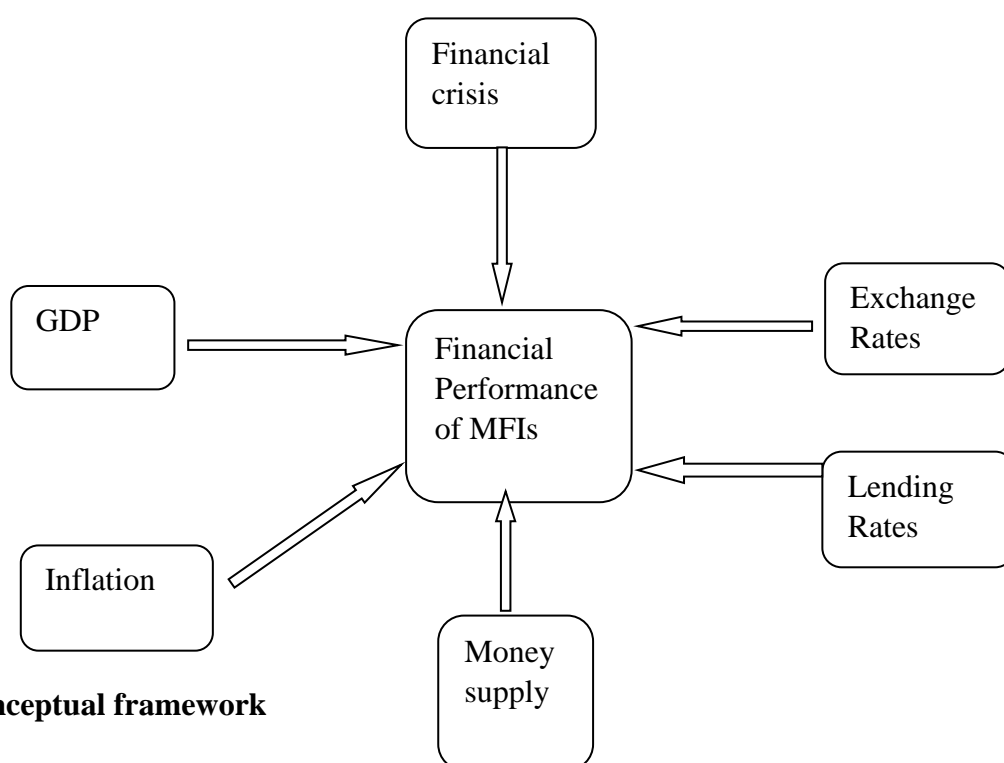 Financial
crisis
GDP
Exchange
Rates
Financial
Performance
of MFIs
Lending
Rates
Inflation
Money
supply
nceptual framework